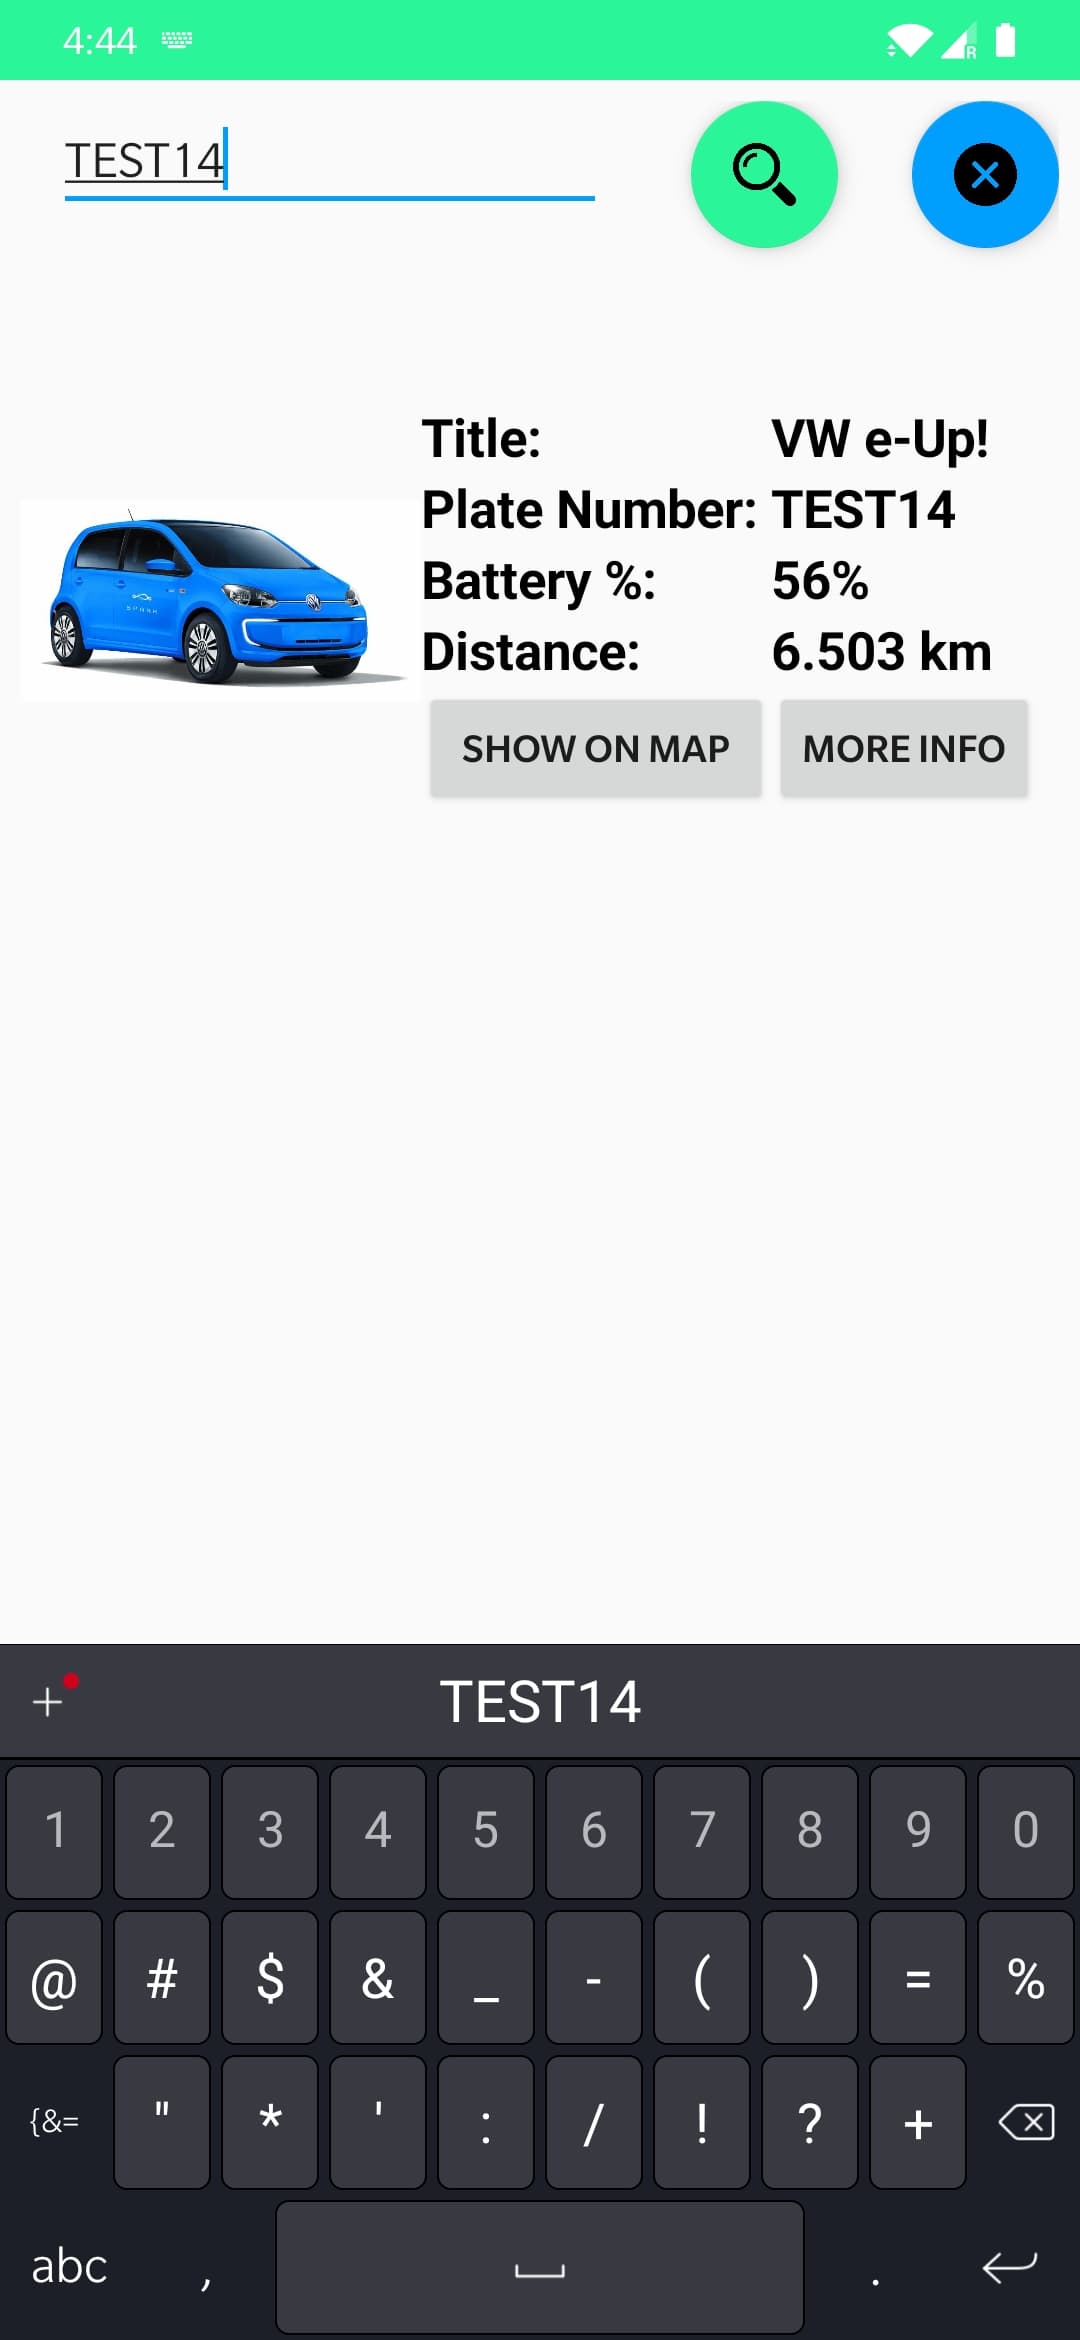 4:44
R
TEST14
Title: VW e-Up!
Plate Number: TEST14
Battery %: 56%
Distance: 6.503 km
SPARK
SHOW ON MAP MORE INFO
TEST14
1 2 3 4 5 6 7 8 9 0
@ # $ & _ - ( ) = %
{&= " * ' : / ! ? +
abc , .